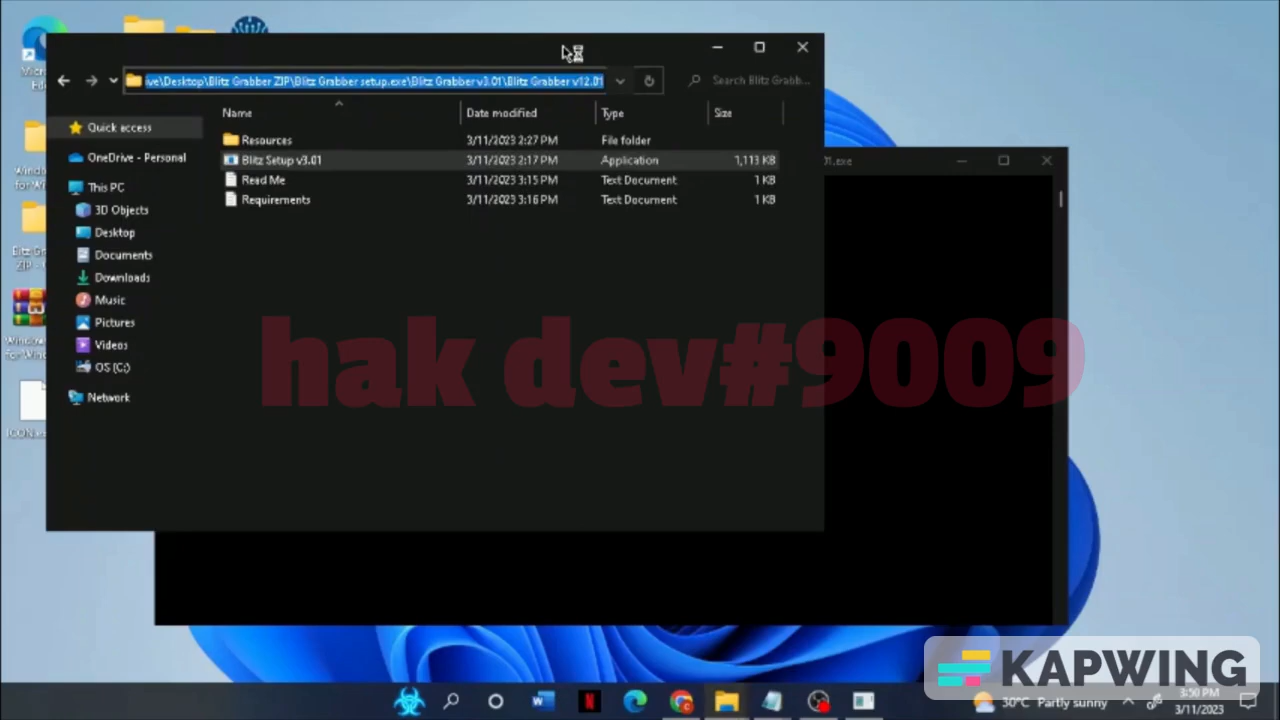 ive\Desktop\Blitz Grabber ZIP\Blitz Grabber setup.exe\Blitz Grabber v3.01\Blitz Grabber v12.01
Search Blitz Grabb...
Name Date modified Type Size
Quick access
OneDrive - Personal
This PC
3D Objects
Desktop
Documents
Downloads
Music
Pictures
Videos
OS (C:)
Network
Resources 3/11/2023 2:27 PM File folder
Blitz Setup v3.01 3/11/2023 2:17 PM Application 1,113 KB
Read Me 3/11/2023 3:15 PM Text Document 1 KB
Requirements 3/11/2023 3:16 PM Text Document 1 KB
01.exe
hak dev#9009
KAPWING
30°C Partly sunny
3:50 PM
3/11/2023